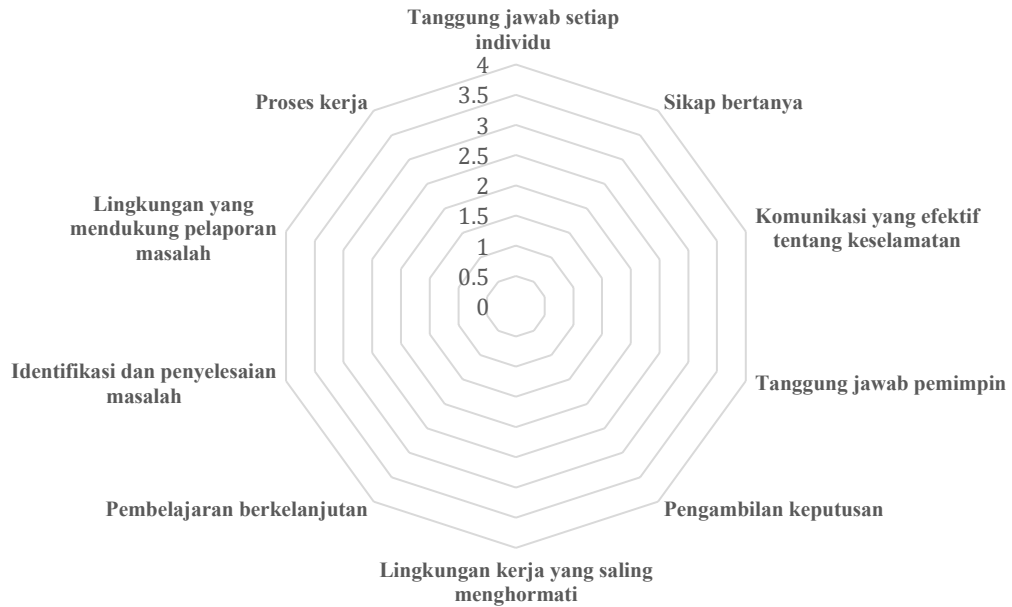 Tanggung jawab setiap
individu
4
3.5
3
2.5
2
1.5
1
0.5
0
Sikap bertanya
Komunikasi yang efektif
tentang keselamatan
Tanggung jawab pemimpin
Pengambilan keputusan
Lingkungan kerja yang saling
menghormati
Pembelajaran berkelanjutan
Identifikasi dan penyelesaian
masalah
Lingkungan yang
mendukung pelaporan
masalah
Proses kerja